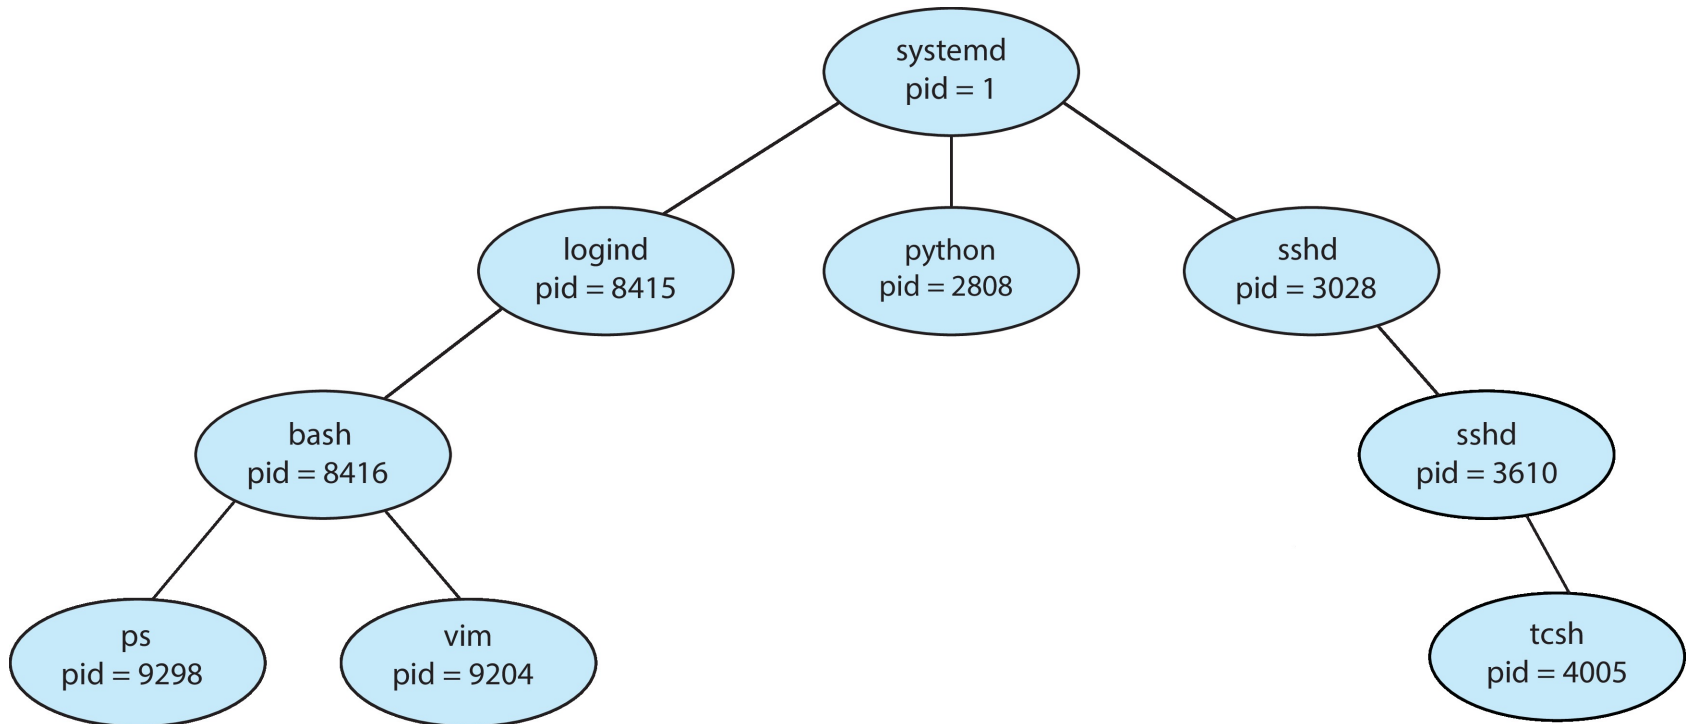 systemd
pid = 1
logind
pid = 8415
python
pid = 2808
sshd
pid = 3028
bash
pid = 8416
sshd
pid = 3610
ps
pid = 9298
vim
pid = 9204
tcsh
pid = 4005